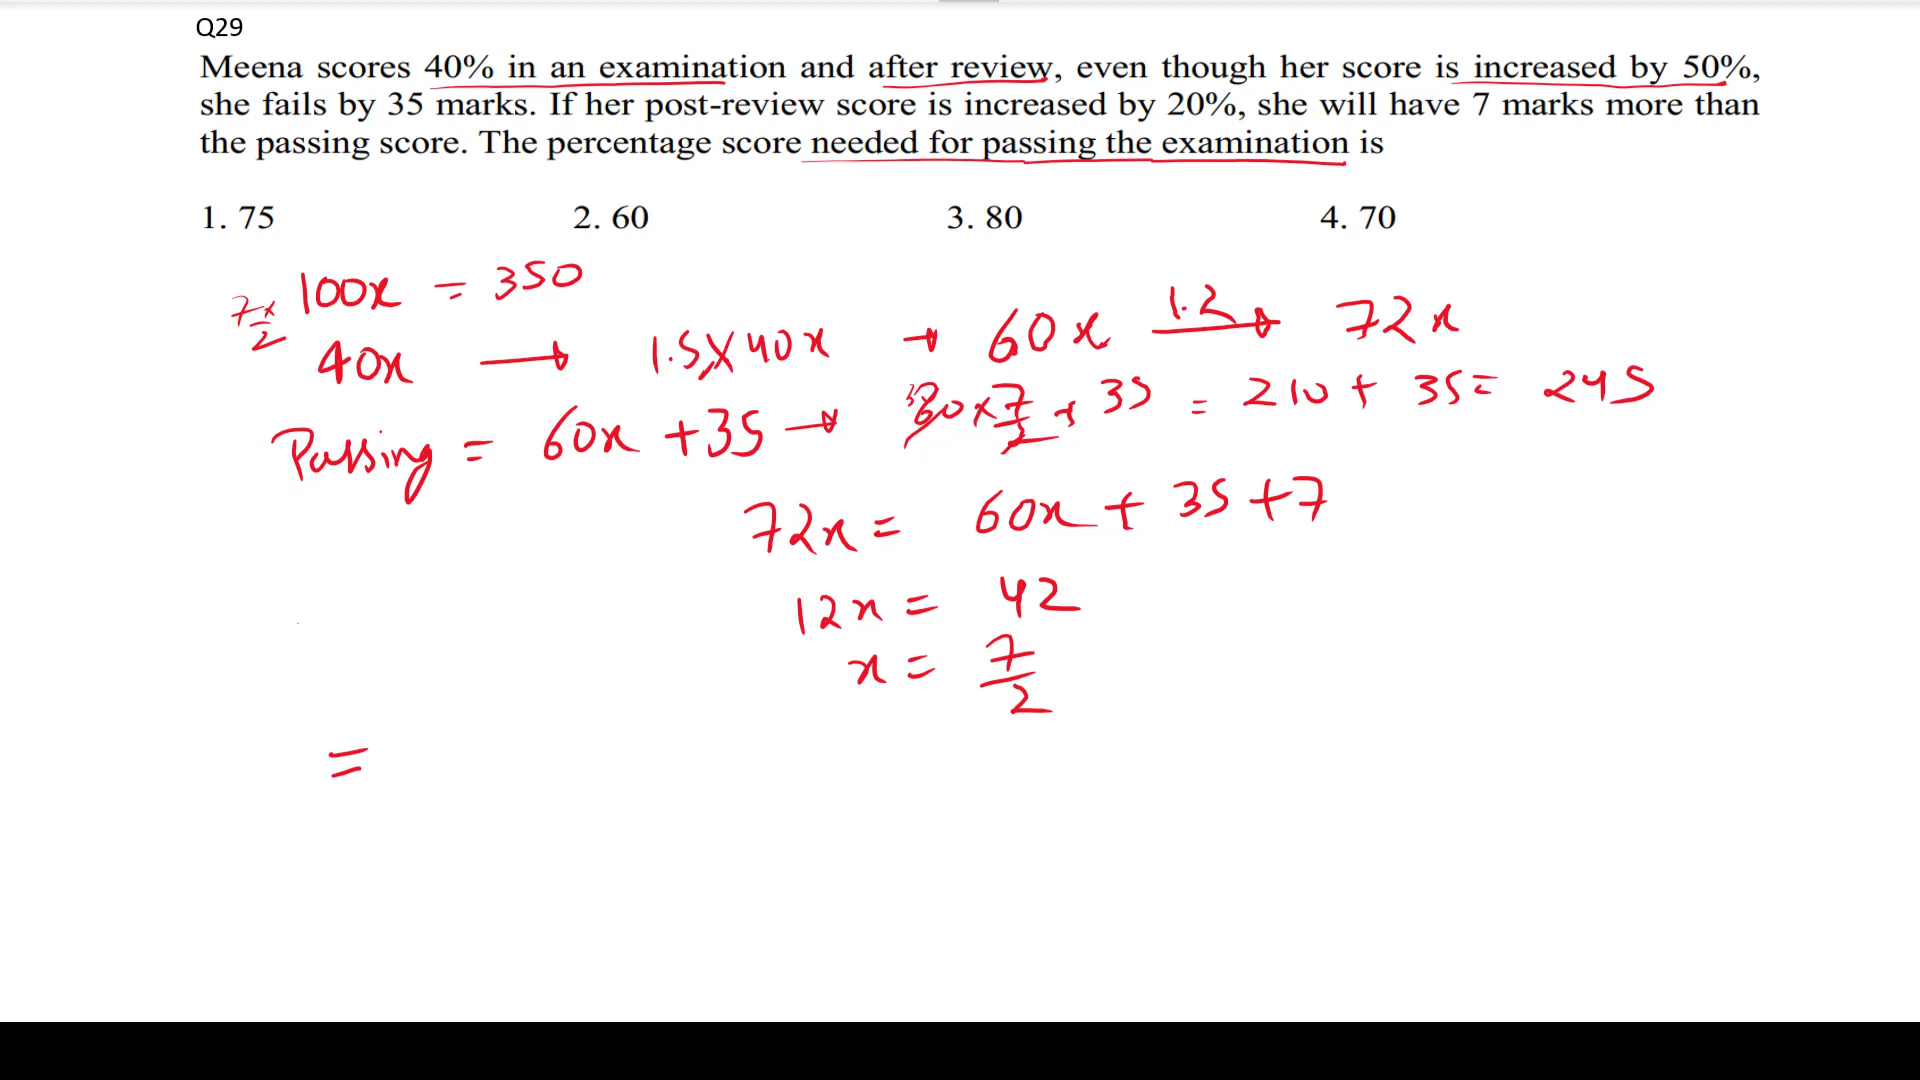 Q29
Meena scores 40% in an examination and after review, even though her score is increased by 50%,
she fails by 35 marks. If her post-review score is increased by 20%, she will have 7 marks more than
the passing score. The percentage score needed for passing the examination is
1. 75 2. 60 3. 80 4. 70
7x/2 100x = 350
40x → 1.5 × 40x → 60x 1.2→ 72x
Passing = 60x + 35 → 60 × 7/2 + 35 = 210 + 35 = 245
72x = 60x + 35 + 7
12x = 42
x = 7/2
=